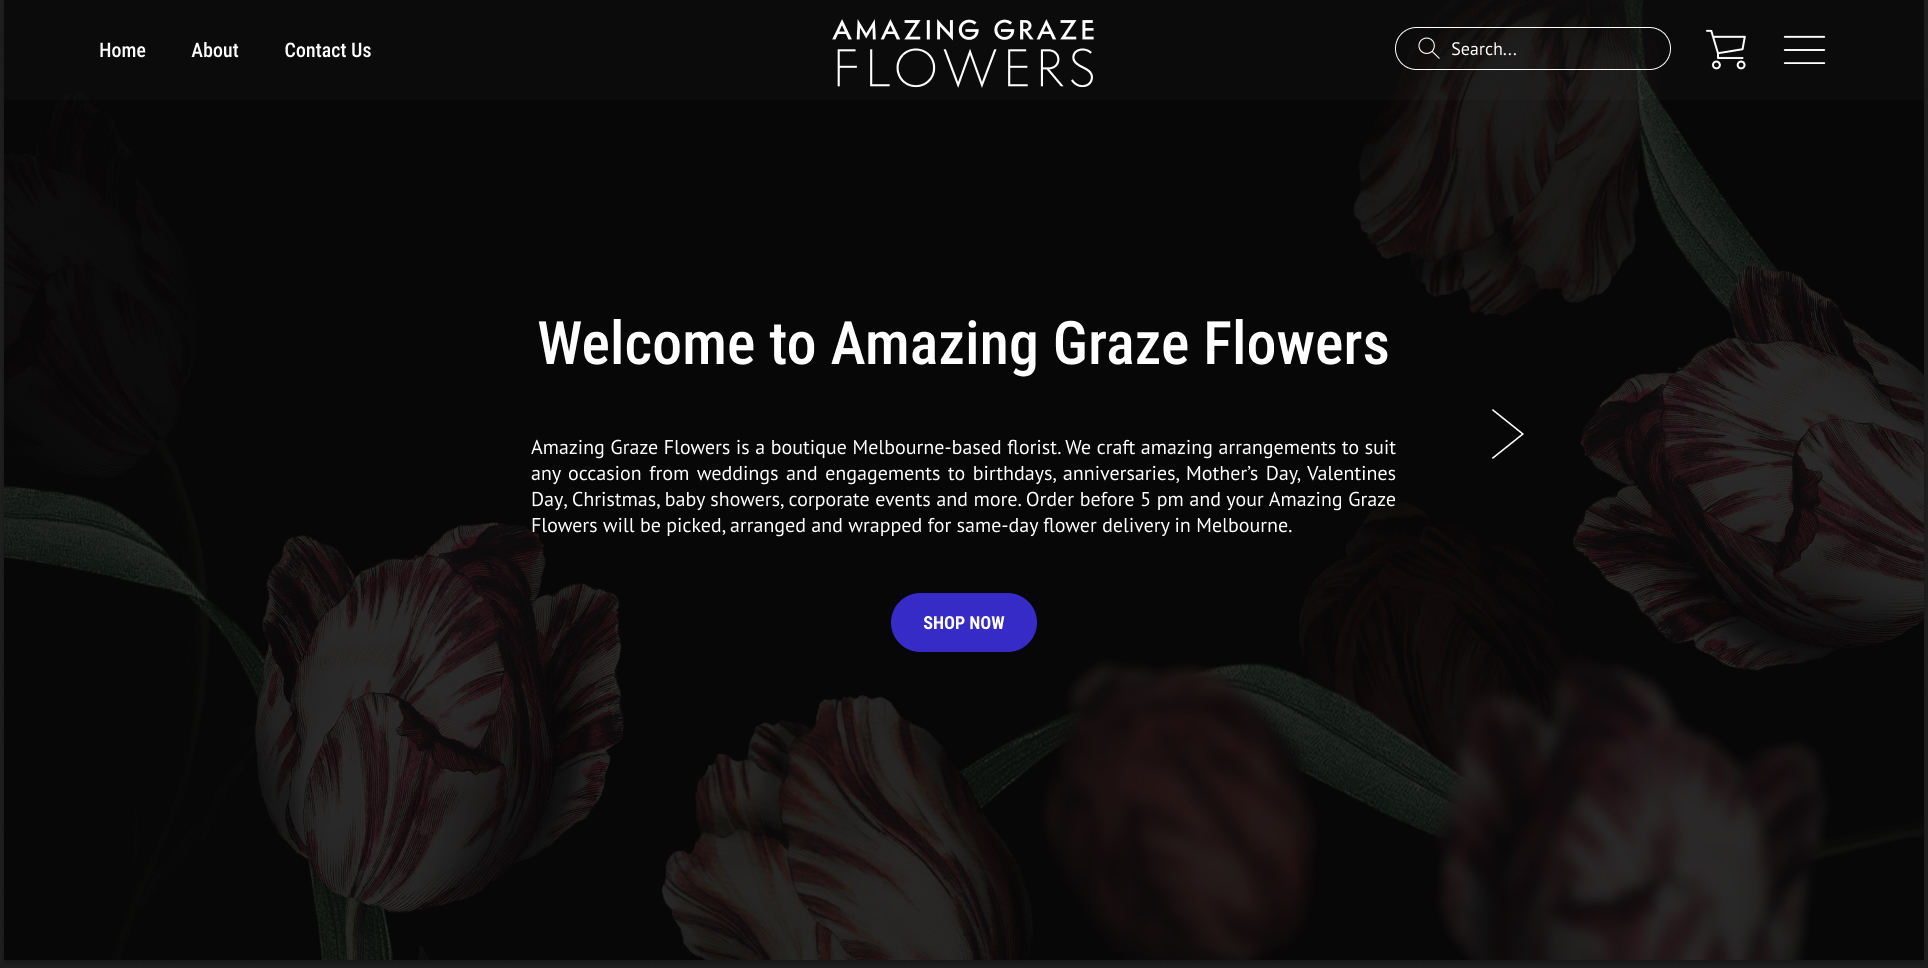 Home
About
Contact Us
AMAZING GRAZE
FLOWERS
Search...
Welcome to Amazing Graze Flowers
Amazing Graze Flowers is a boutique Melbourne-based florist. We craft amazing arrangements to suit
any occasion from weddings and engagements to birthdays, anniversaries, Mother’s Day, Valentines
Day, Christmas, baby showers, corporate events and more. Order before 5 pm and your Amazing Graze
Flowers will be picked, arranged and wrapped for same-day flower delivery in Melbourne.
SHOP NOW